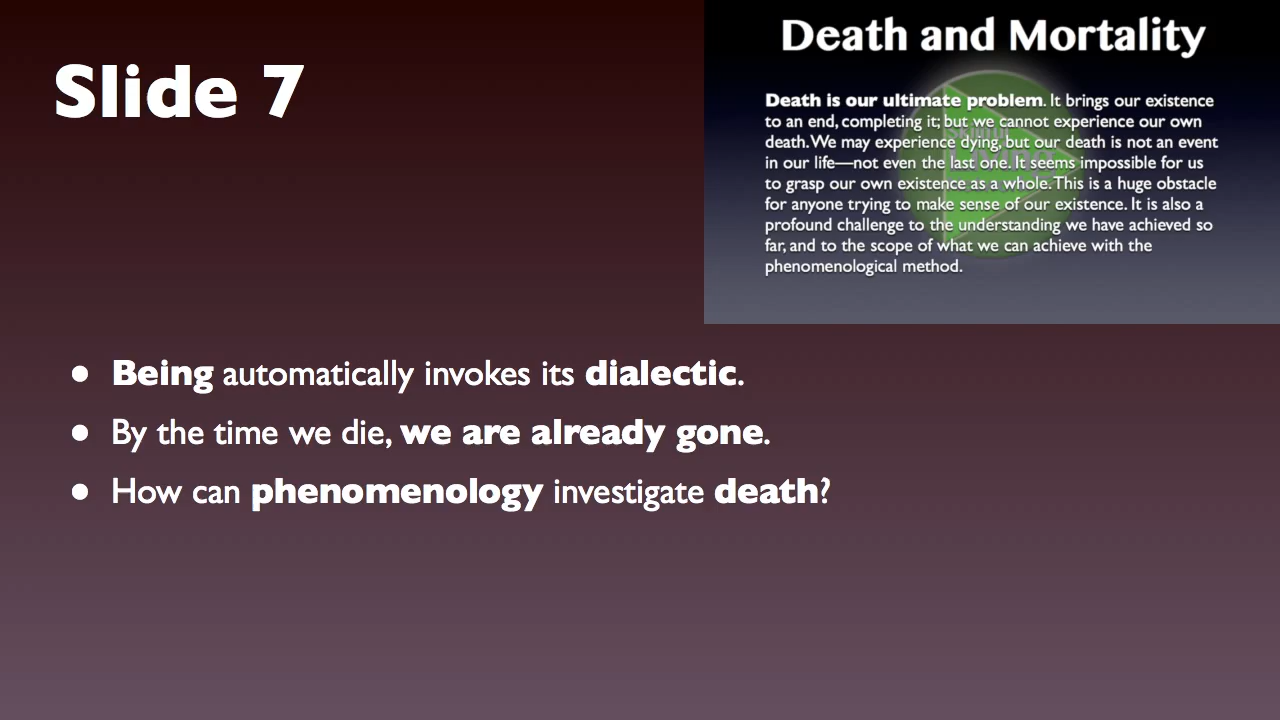 Slide 7
Death and Mortality
Death is our ultimate problem. It brings our existence
to an end, completing it; but we cannot experience our own
death. We may experience dying, but our death is not an event
in our life—not even the last one. It seems impossible for us
to grasp our own existence as a whole. This is a huge obstacle
for anyone trying to make sense of our existence. It is also a
profound challenge to the understanding we have achieved so
far, and to the scope of what we can achieve with the
phenomenological method.
● Being automatically invokes its dialectic.
● By the time we die, we are already gone.
● How can phenomenology investigate death?